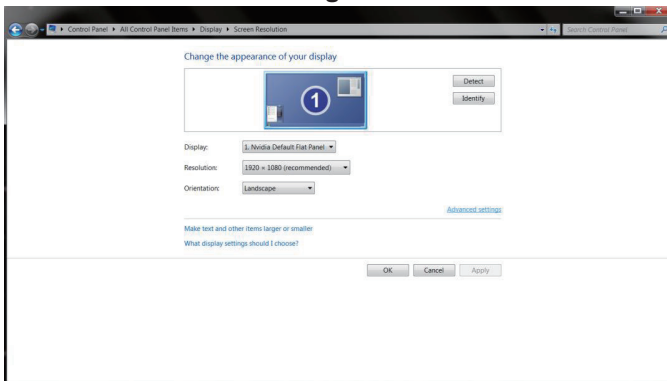 Control Panel ▸ All Control Panel Items ▸ Display ▸ Screen Resolution
Search Control Panel
Change the appearance of your display
1
Detect
Identify
Display: 1. Nvidia Default Flat Panel
Resolution: 1920 × 1080 (recommended)
Orientation: Landscape
Advanced settings
Make text and other items larger or smaller
What display settings should I choose?
OK Cancel Apply